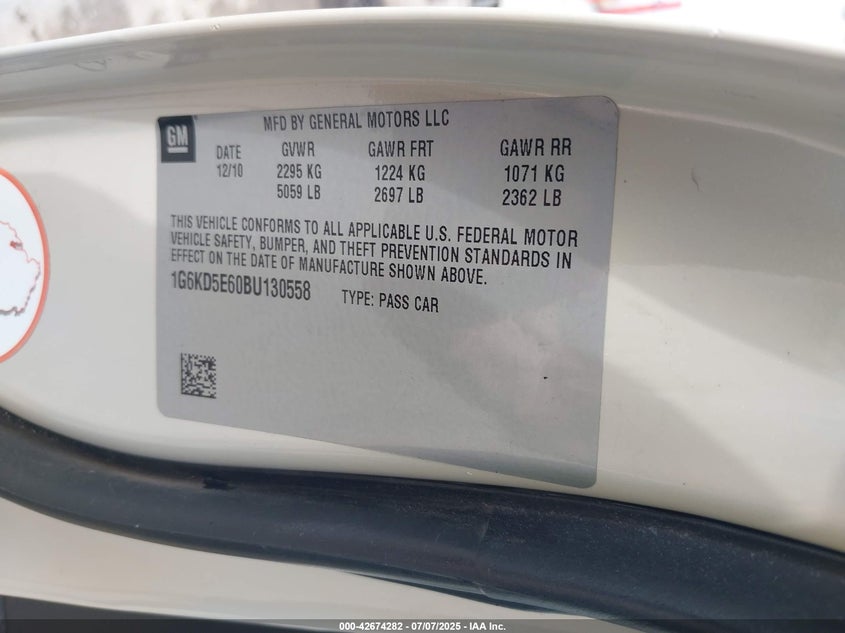 GM
MFD BY GENERAL MOTORS LLC
DATE GVWR GAWR FRT GAWR RR
12/10 2295 KG 1224 KG 1071 KG
5059 LB 2697 LB 2362 LB
THIS VEHICLE CONFORMS TO ALL APPLICABLE U.S. FEDERAL MOTOR
VEHICLE SAFETY, BUMPER, AND THEFT PREVENTION STANDARDS IN
EFFECT ON THE DATE OF MANUFACTURE SHOWN ABOVE.
1G6KD5E60BU130558 TYPE: PASS CAR
000-42674282 - 07/07/2025 - IAA Inc.